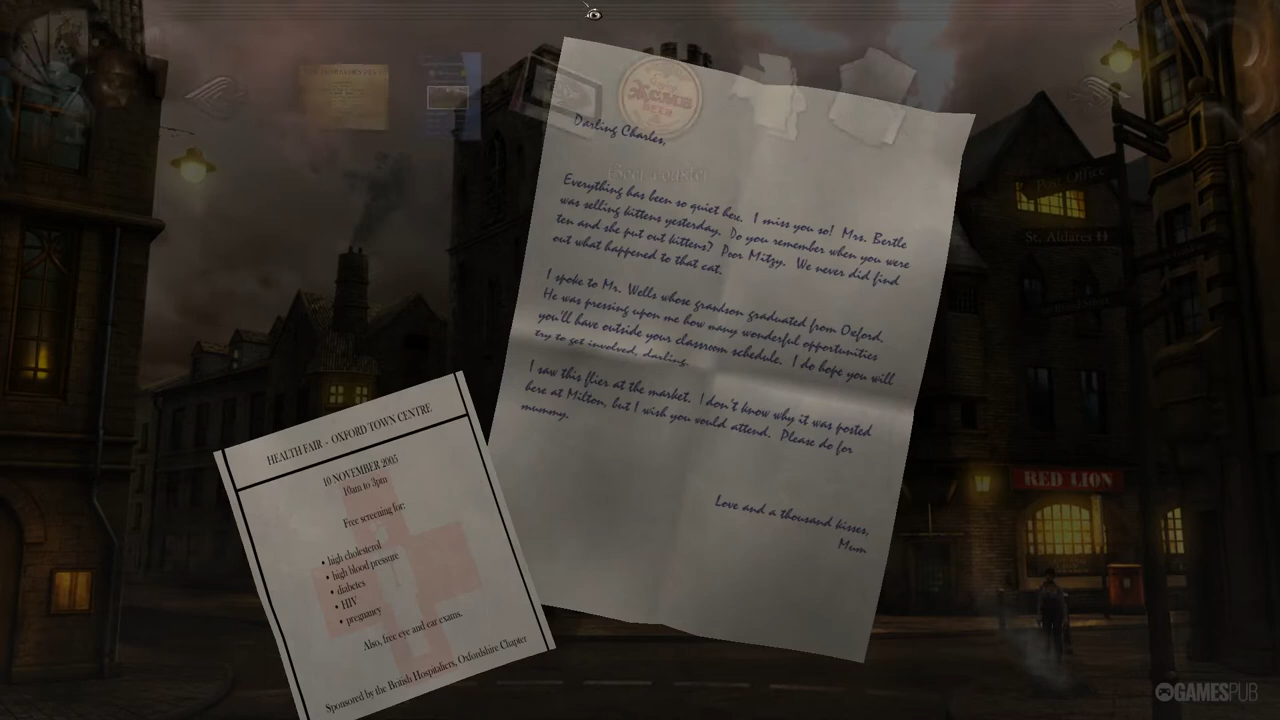 Acme
BEER
Beer coaster
Darling Charles,
Everything has been so quiet here. I miss you so! Mrs. Bertle
was selling kittens yesterday. Do you remember when you were
ten and she put out kittens? Poor Mitzy. We never did find
out what happened to that cat.
I spoke to Mr. Wells whose grandson graduated from Oxford.
He was pressing upon me how many wonderful opportunities
you'll have outside your classroom schedule. I do hope you will
try to get involved, darling.
I saw this flier at the market. I don't know why it was posted
here at Milton, but I wish you would attend. Please do for
mummy.
Love and a thousand kisses,
Mum
HEALTH FAIR - OXFORD TOWN CENTRE
10 NOVEMBER 2005
10am to 3pm
Free screening for:
• high cholesterol
• high blood pressure
• diabetes
• HIV
• pregnancy
Also, free eye and ear exams.
Sponsored by the British Hospitaliers, Oxfordshire Chapter
Post Office
St. Aldates
RED LION
GAMESPUB